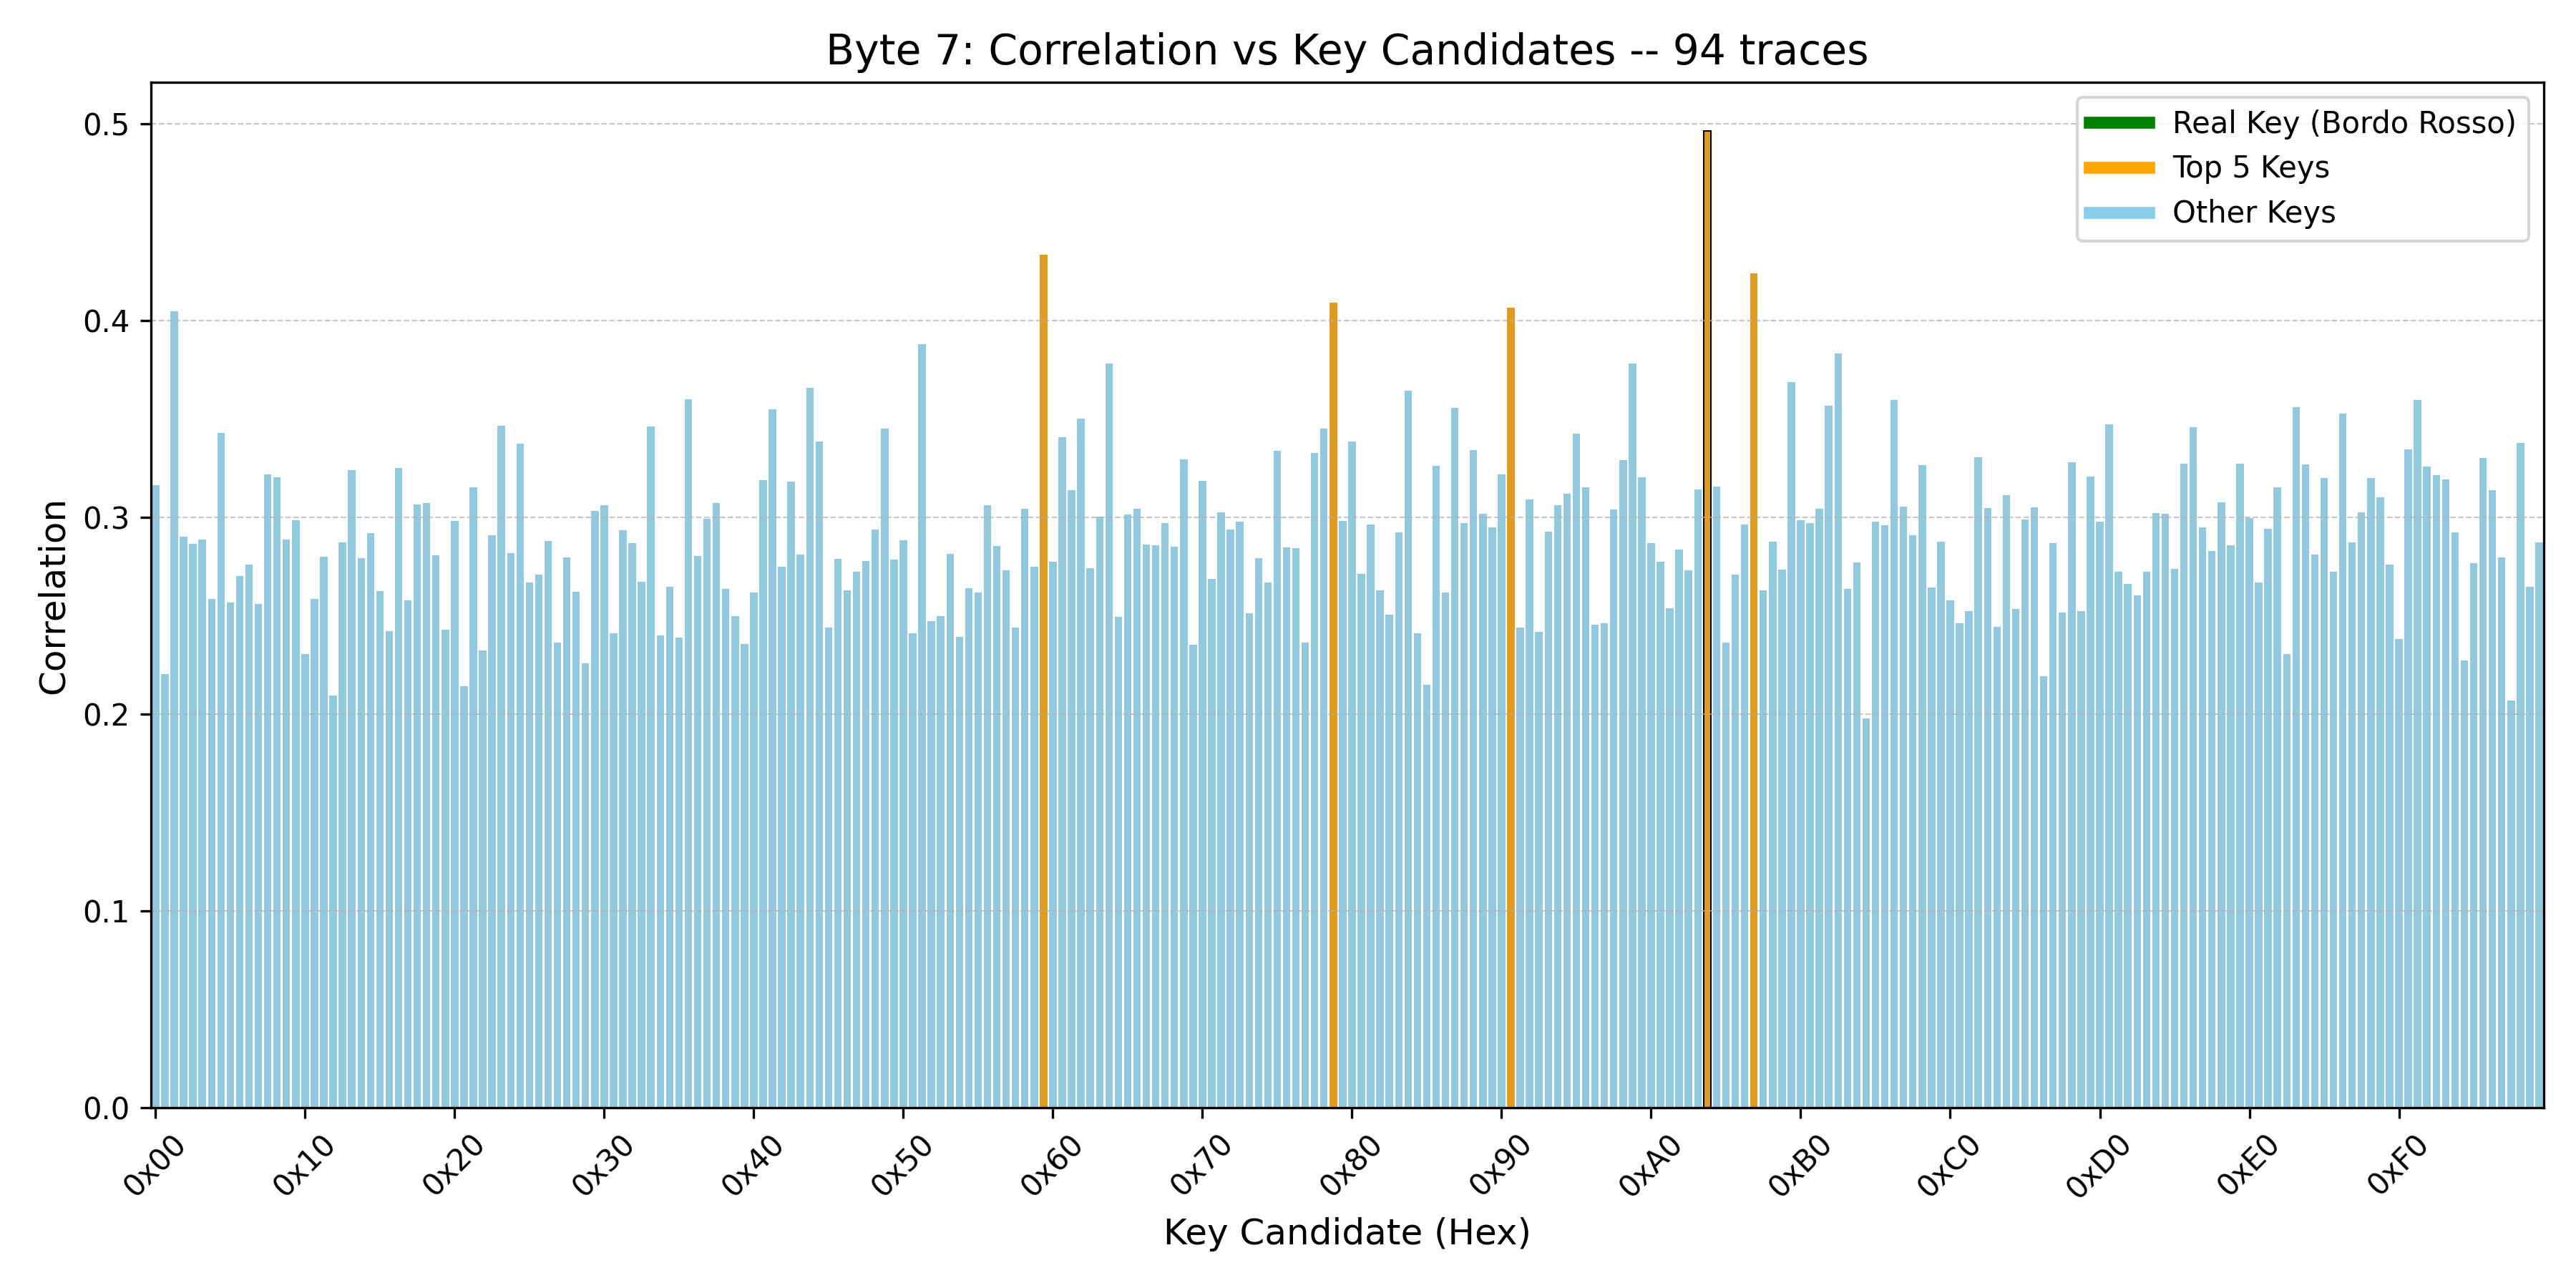 Byte 7: Correlation vs Key Candidates -- 94 traces
Real Key (Bordo Rosso)
Top 5 Keys
Other Keys
Correlation
0.5
0.4
0.3
0.2
0.1
0.0
0x00 0x10 0x20 0x30 0x40 0x50 0x60 0x70 0x80 0x90 0xA0 0xB0 0xC0 0xD0 0xE0 0xF0
Key Candidate (Hex)